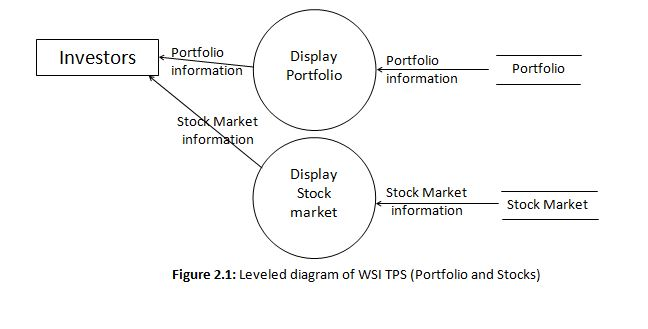 Investors
Portfolio
information
Display
Portfolio
Portfolio
information
Portfolio
Stock Market
information
Display
Stock
market
Stock Market
information
Stock Market
Figure 2.1: Leveled diagram of WSI TPS (Portfolio and Stocks)